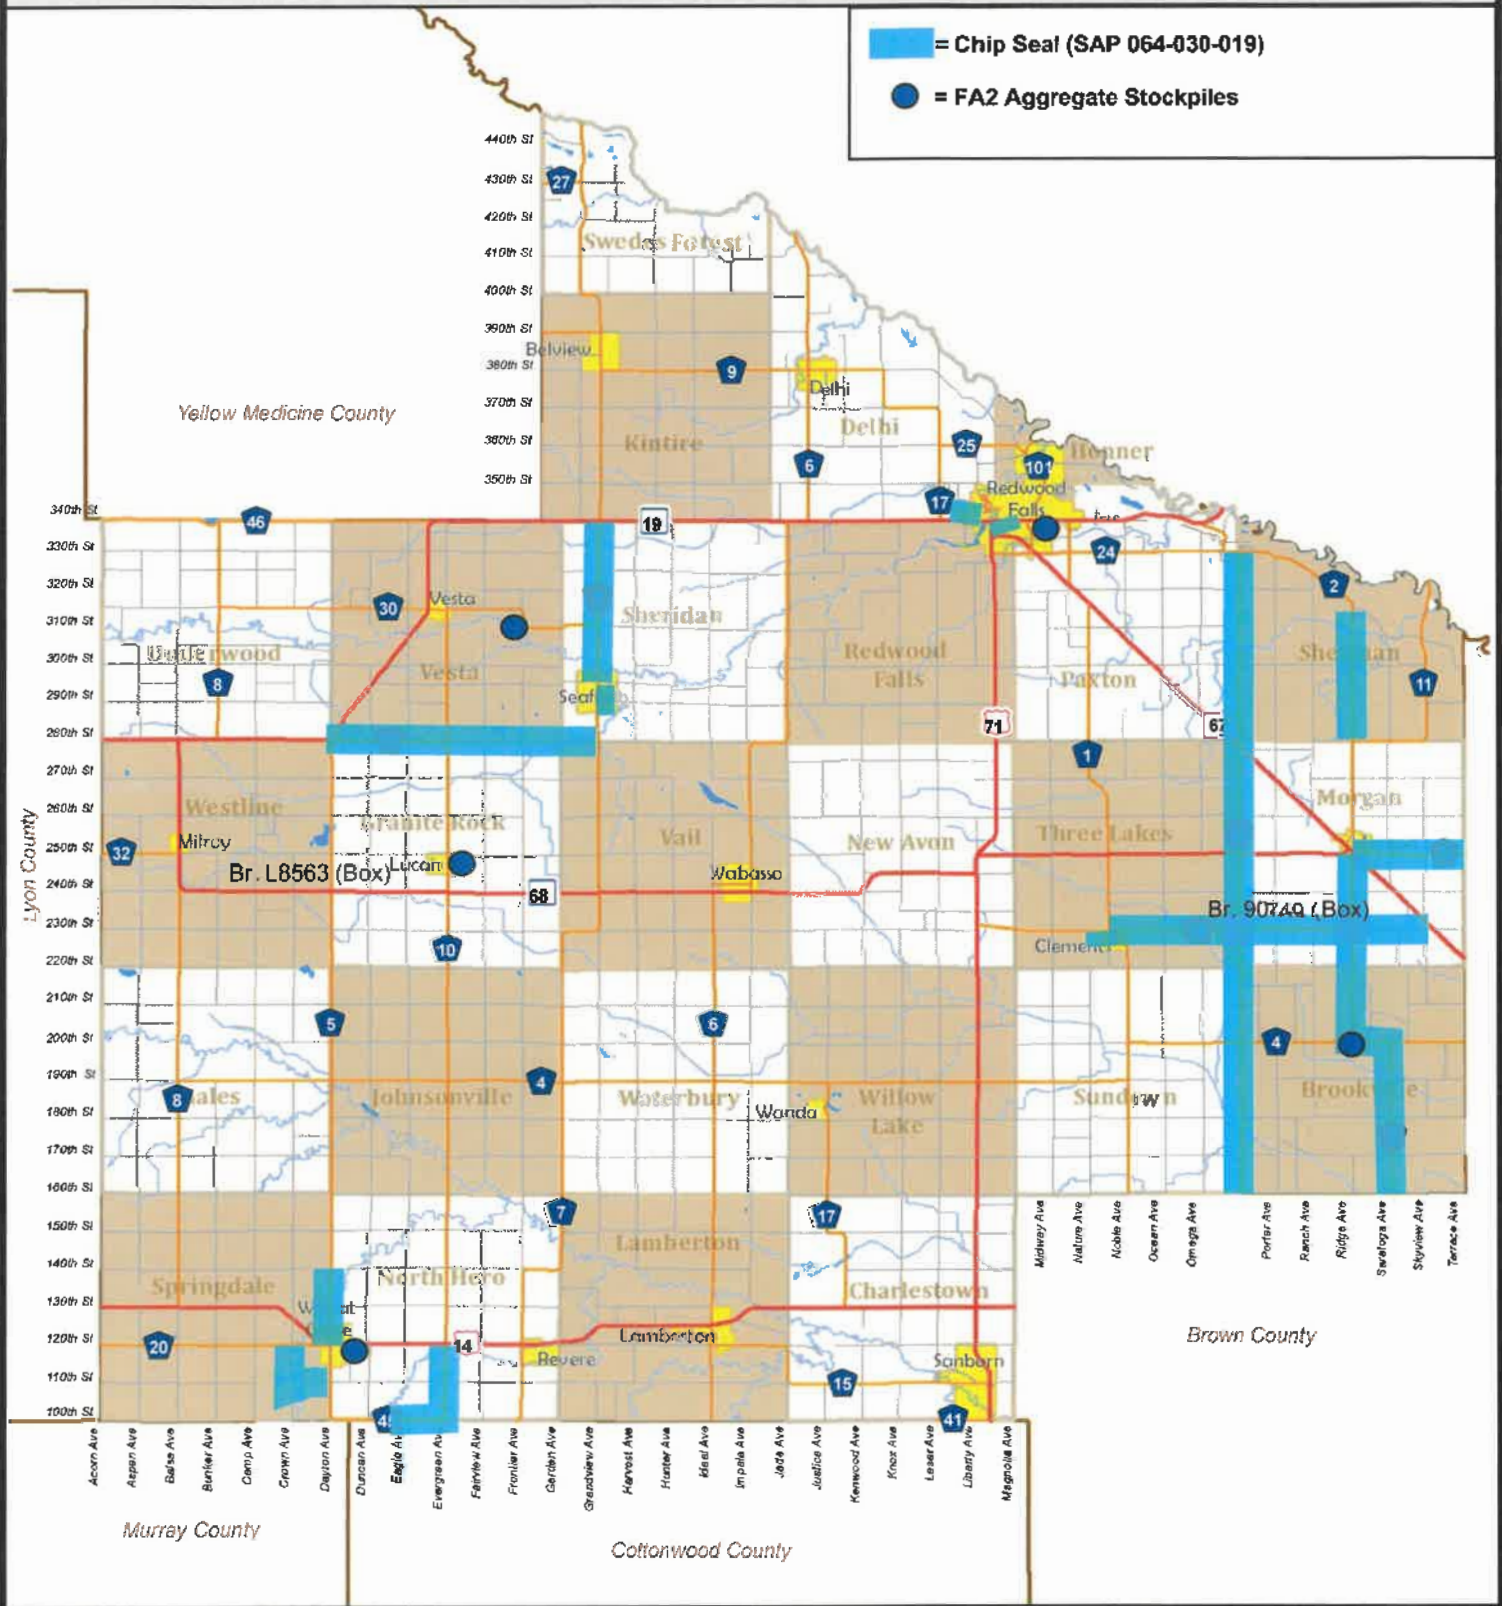 = Chip Seal (SAP 064-030-019)
= FA2 Aggregate Stockpiles
440th St
430th St
27
420th St
Swedes Forest
410th St
400th St
390th St
Belview
380th St
9
Delhi
370th St
Yellow Medicine County
Delhi
360th St
Kintire
25
Honner
6
101
350th St
17
Redwood
Falls
340th St
46
19
330th St
24
320th St
30
Vesta
2
310th St
Sheridan
300th St
Underwood
Vesta
Redwood
Falls
Paxton
8
11
290th St
Seaf
280th St
71
67
270th St
1
260th St
Westline
Granite Rock
Vail
New Avon
Three Lakes
Morgan
250th St
32
Milroy
Lyon County
Br. L8563 (Box)
Lucan
Wabasso
240th St
68
Br. 90749 (Box)
230th St
10
Clements
220th St
210th St
5
6
200th St
4
190th St
4
8
ales
Johnsonville
Waterbury
Wanda
Willow
Lake
Sundown
W
Brookville
180th St
170th St
160th St
7
17
150th St
Lamberton
140th St
Springdale
North Hero
Charlestown
130th St
120th St
20
14
Lamberton
Revere
Sanborn
110th St
15
100th St
41
Midway Ave
Nature Ave
Noble Ave
Ocean Ave
Omega Ave
Porter Ave
Ranch Ave
Ridge Ave
Saratoga Ave
Skyview Ave
Terrace Ave
Brown County
Acorn Ave
Aspen Ave
Balsa Ave
Bunker Ave
Camp Ave
Crown Ave
Dayton Ave
Duncan Ave
Eagle Av
Evergreen Ave
Fairview Ave
Frontier Ave
Garden Ave
Grandview Ave
Harvest Ave
Hunter Ave
Ideal Ave
Impala Ave
Jade Ave
Justice Ave
Kenwood Ave
Knox Ave
Laser Ave
Liberty Ave
Magnolia Ave
Murray County
Cottonwood County